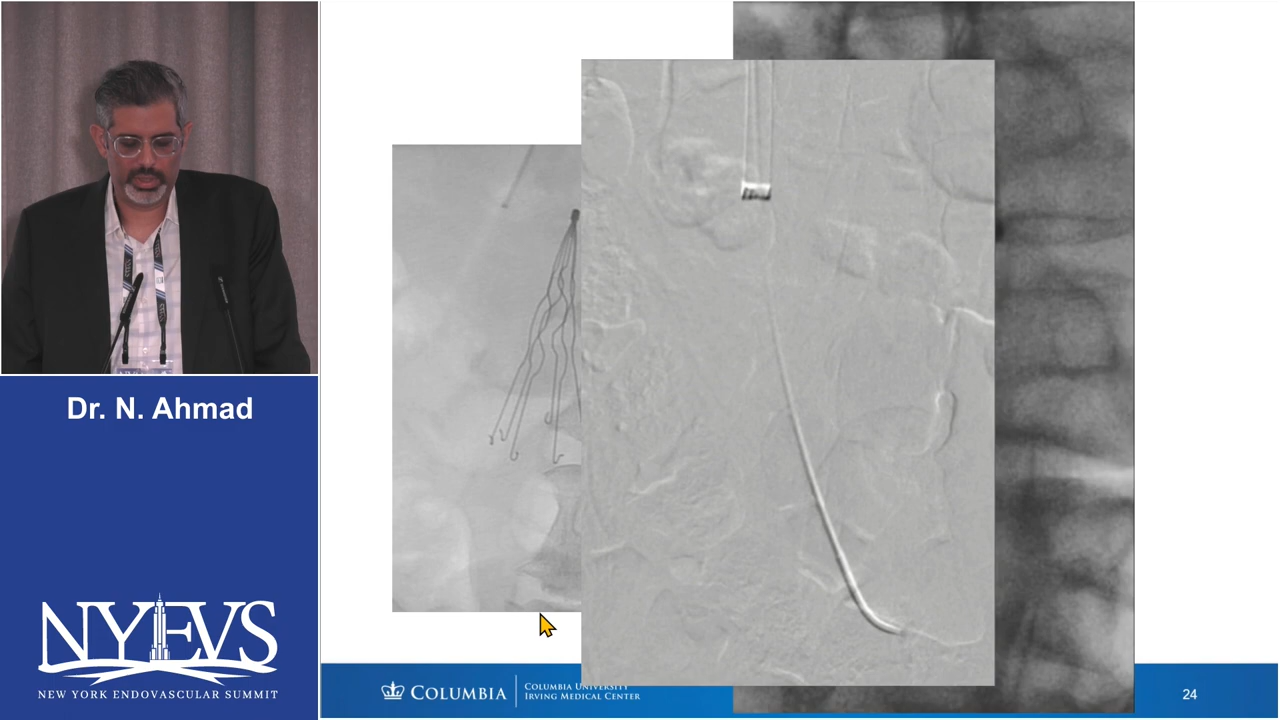 Dr. N. Ahmad
NYEVS
NEW YORK ENDOVASCULAR SUMMIT
COLUMBIA
COLUMBIA UNIVERSITY
IRVING MEDICAL CENTER
24